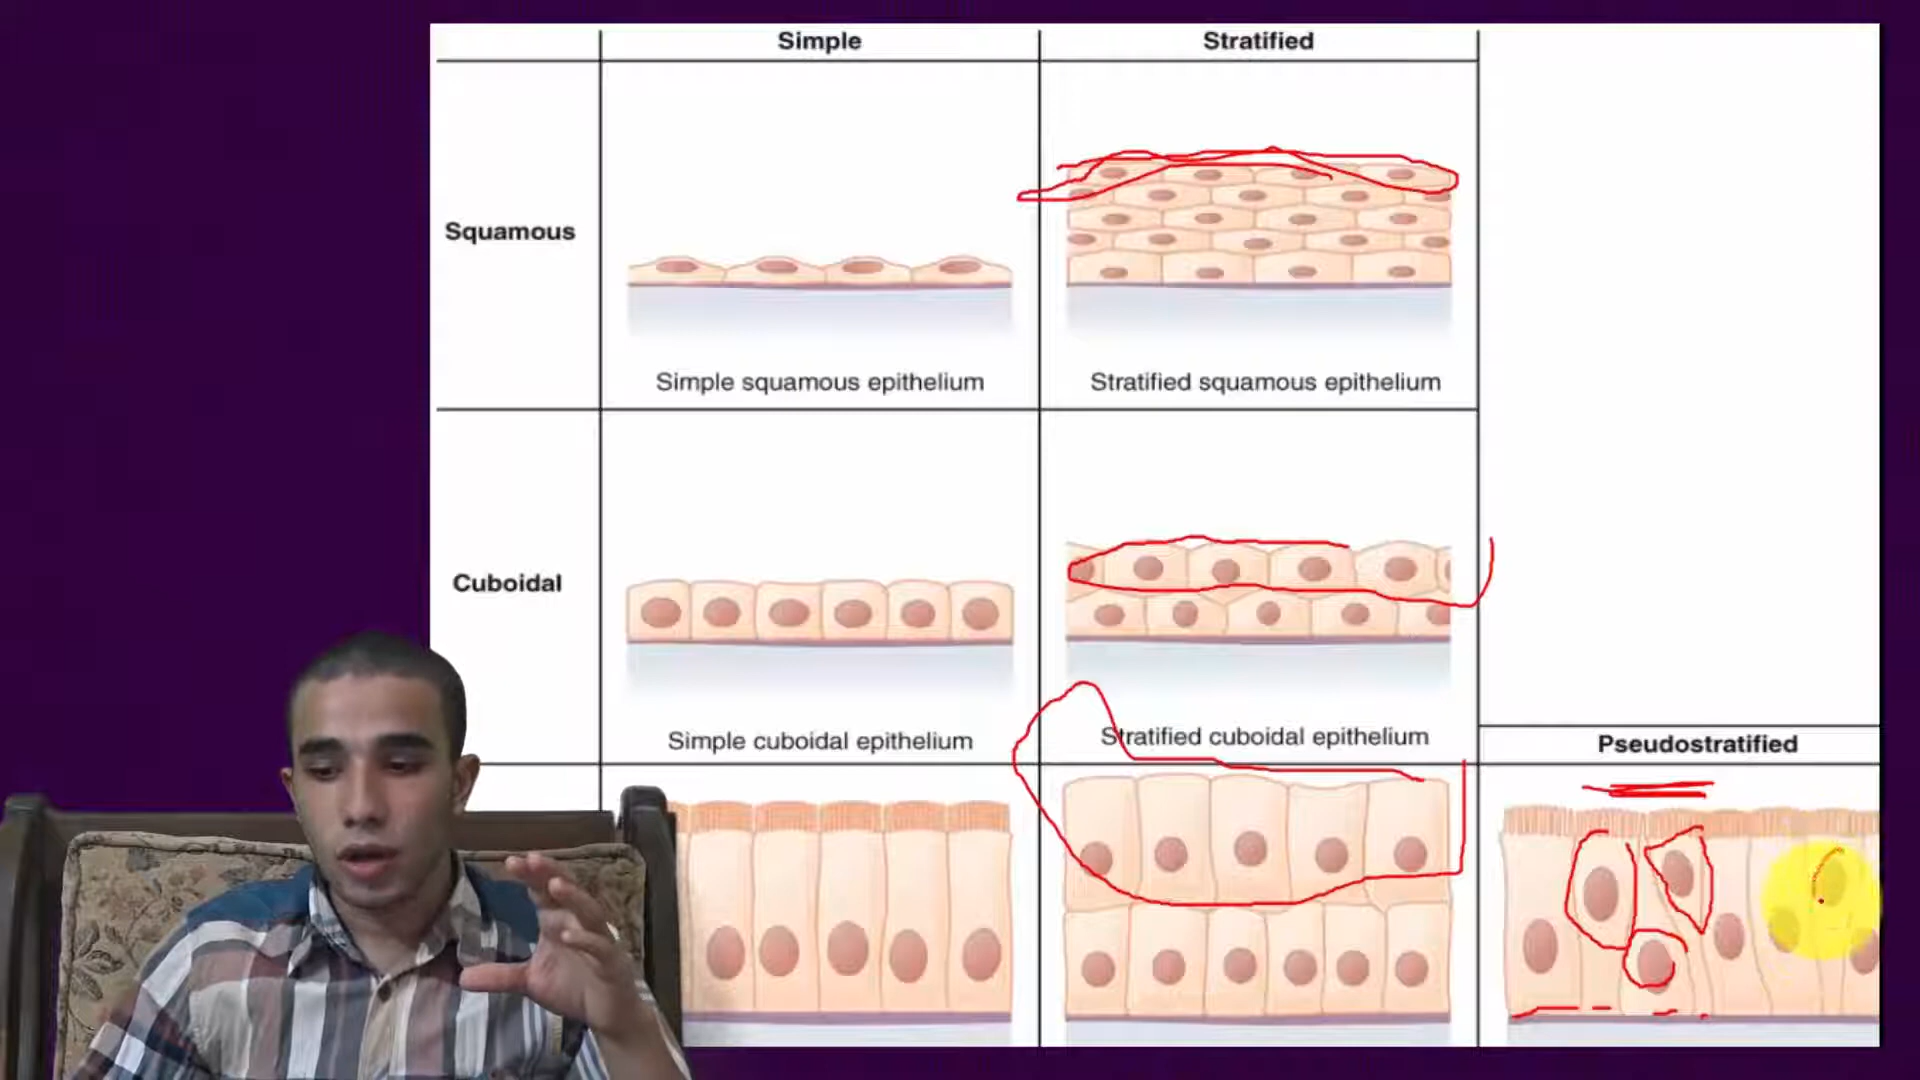 Simple
Stratified
Squamous
Simple squamous epithelium
Stratified squamous epithelium
Cuboidal
Simple cuboidal epithelium
Stratified cuboidal epithelium
Pseudostratified